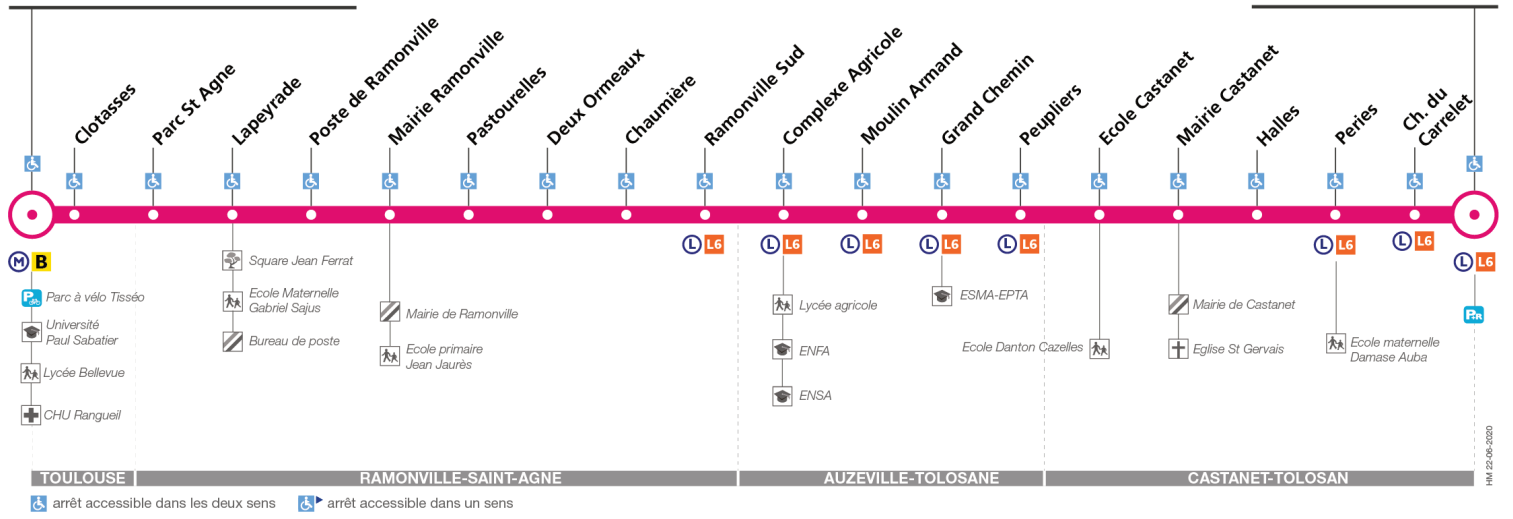 Clotasses
Parc St Agne
Lapeyrade
Poste de Ramonville
Mairie Ramonville
Pastourelles
Deux Ormeaux
Chaumière
Ramonville Sud
Complexe Agricole
Moulin Armand
Grand Chemin
Peupliers
Ecole Castanet
Mairie Castanet
Halles
Peries
Ch. du
Carrelet
M B
Parc à vélo Tisséo
Université
Paul Sabatier
Lycée Bellevue
CHU Rangueil
Square Jean Ferrat
Ecole Maternelle
Gabriel Sajus
Bureau de poste
Mairie de Ramonville
Ecole primaire
Jean Jaurès
L L6
L L6
Lycée agricole
ENFA
ENSA
L L6
L L6
ESMA-EPTA
L L6
Ecole Danton Cazelles
Mairie de Castanet
Eglise St Gervais
L L6
Ecole maternelle
Damase Auba
L L6
L L6
P+R
TOULOUSE
RAMONVILLE-SAINT-AGNE
AUZEVILLE-TOLOSANE
CASTANET-TOLOSAN
HM 22-06-2020
arrêt accessible dans les deux sens
arrêt accessible dans un sens